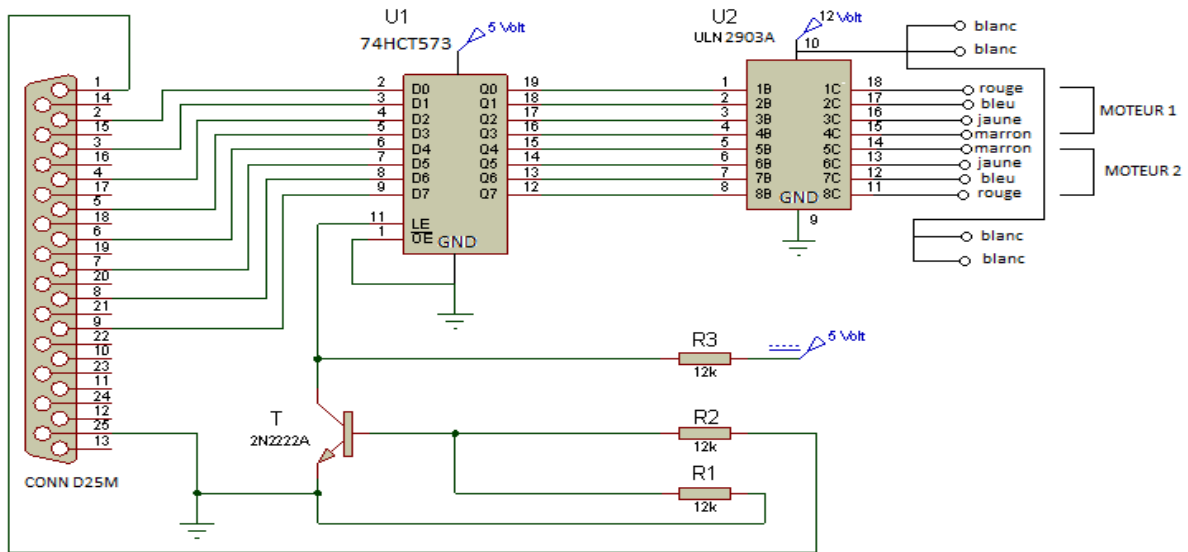 U1
74HCT573
5 Volt
U2
ULN 2903A
12 Volt
10
blanc
blanc
1
14
2
15
3
16
4
17
5
18
6
19
7
20
8
21
9
22
10
23
11
24
12
25
13
CONN D25M
2 D0 Q0 19
3 D1 Q1 18
4 D2 Q2 17
5 D3 Q3 16
6 D4 Q4 15
7 D5 Q5 14
8 D6 Q6 13
9 D7 Q7 12
11 LE
1 OE
GND
1 1B 1C 18 rouge
2 2B 2C 17 bleu
3 3B 3C 16 jaune
4 4B 4C 15 marron
5 5B 5C 14 marron
6 6B 6C 13 jaune
7 7B 7C 12 bleu
8 8B 8C 11 rouge
GND
9
MOTEUR 1
MOTEUR 2
blanc
blanc
R3
12k
5 Volt
T
2N2222A
R2
12k
R1
12k